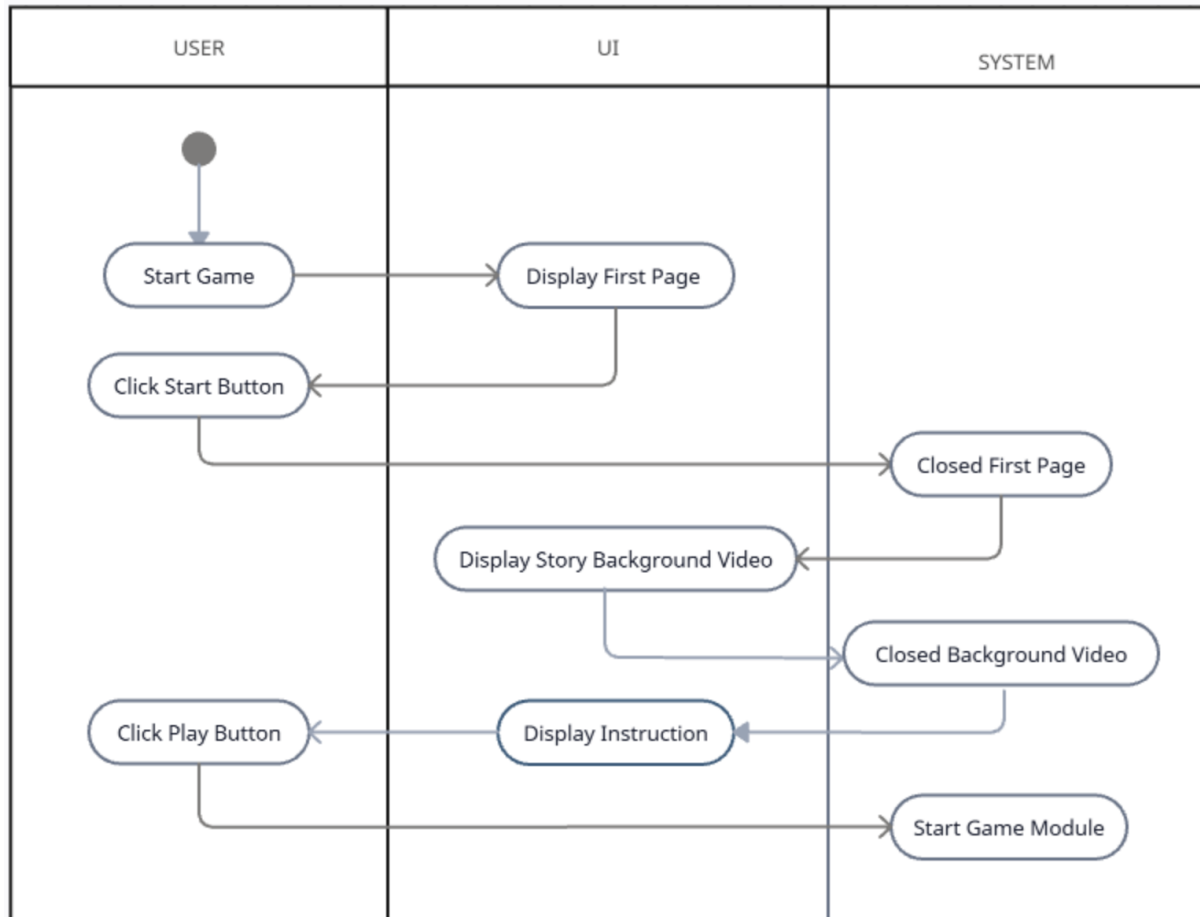 USER
UI
SYSTEM
Start Game
Display First Page
Click Start Button
Closed First Page
Display Story Background Video
Closed Background Video
Click Play Button
Display Instruction
Start Game Module